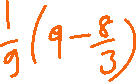 1/9 (9 - 8/3)